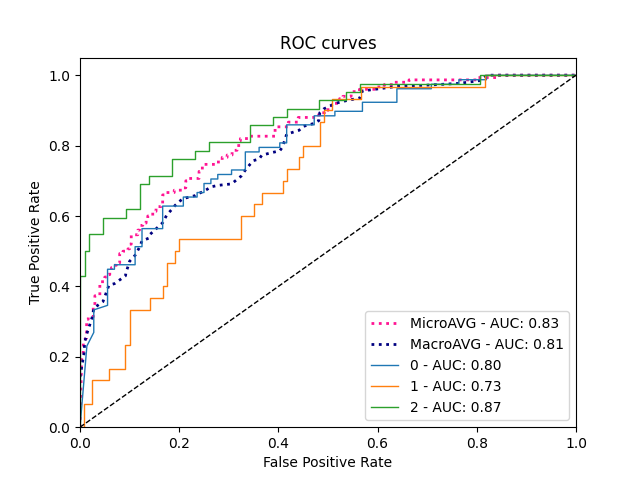 ROC curves
True Positive Rate
1.0
0.8
0.6
0.4
0.2
0.0
MicroAVG - AUC: 0.83
MacroAVG - AUC: 0.81
0 - AUC: 0.80
1 - AUC: 0.73
2 - AUC: 0.87
0.0 0.2 0.4 0.6 0.8 1.0
False Positive Rate